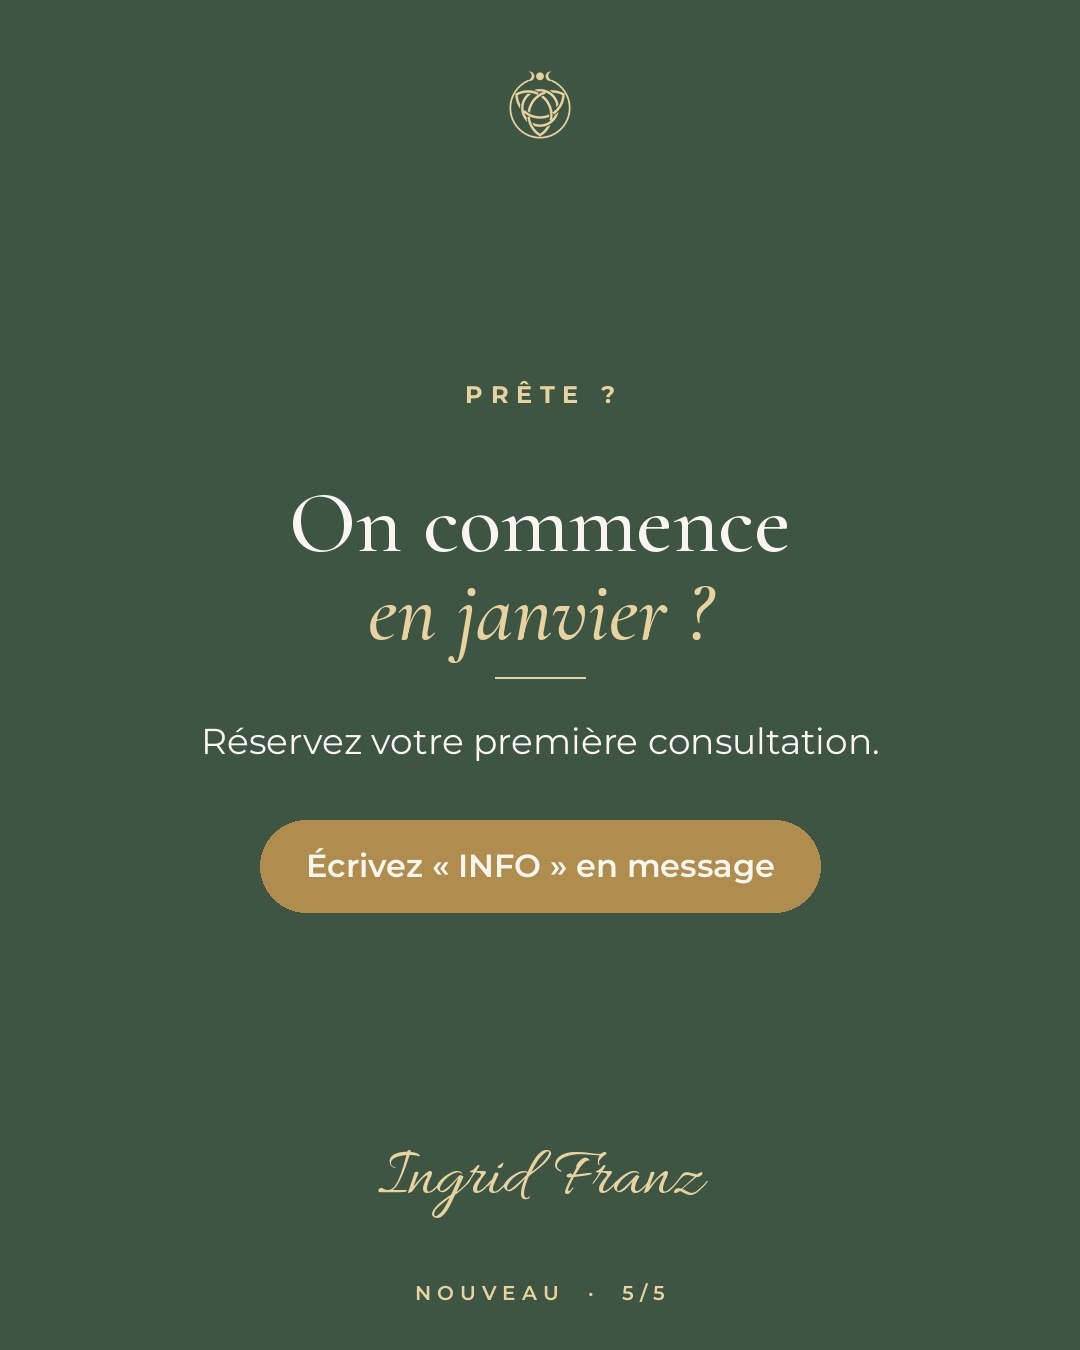 PRÊTE ?
On commence
en janvier ?
Réservez votre première consultation.
Écrivez « INFO » en message
Ingrid Franz
NOUVEAU · 5/5